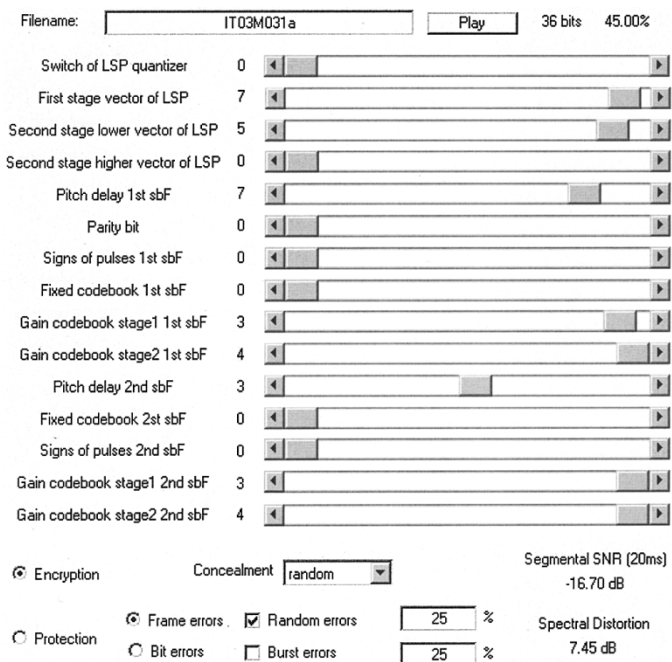 Filename: IT03M031a Play 36 bits 45.00%
Switch of LSP quantizer 0
First stage vector of LSP 7
Second stage lower vector of LSP 5
Second stage higher vector of LSP 0
Pitch delay 1st sbF 7
Parity bit 0
Signs of pulses 1st sbF 0
Fixed codebook 1st sbF 0
Gain codebook stage1 1st sbF 3
Gain codebook stage2 1st sbF 4
Pitch delay 2nd sbF 3
Fixed codebook 2st sbF 0
Signs of pulses 2nd sbF 0
Gain codebook stage1 2nd sbF 3
Gain codebook stage2 2nd sbF 4
Encryption Concealment random Segmental SNR (20ms)
-16.70 dB
Frame errors Random errors 25 % Spectral Distortion
Protection
Bit errors Burst errors 25 % 7.45 dB